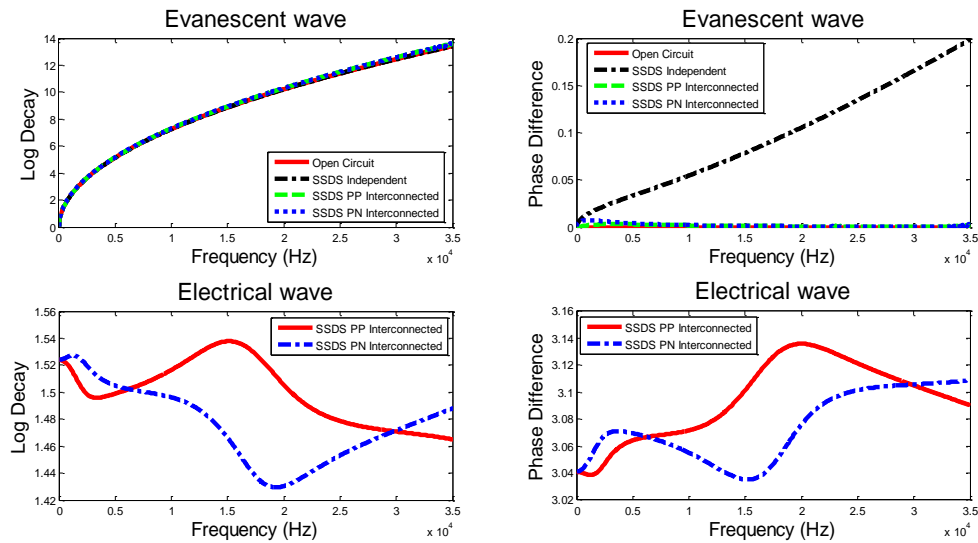 Evanescent wave
14
12
10
8
6
4
2
0
Log Decay
Open Circuit
SSDS Independent
SSDS PP Interconnected
SSDS PN Interconnected
0 0.5 1 1.5 2 2.5 3 3.5
Frequency (Hz)
x 10^4
Evanescent wave
0.2
0.15
0.1
0.05
0
Phase Difference
Open Circuit
SSDS Independent
SSDS PP Interconnected
SSDS PN Interconnected
0 0.5 1 1.5 2 2.5 3 3.5
Frequency (Hz)
x 10^4
Electrical wave
1.56
1.54
1.52
1.5
1.48
1.46
1.44
1.42
Log Decay
SSDS PP Interconnected
SSDS PN Interconnected
0 0.5 1 1.5 2 2.5 3 3.5
Frequency (Hz)
x 10^4
Electrical wave
3.16
3.14
3.12
3.1
3.08
3.06
3.04
3.02
Phase Difference
SSDS PP Interconnected
SSDS PN Interconnected
0 0.5 1 1.5 2 2.5 3 3.5
Frequency (Hz)
x 10^4